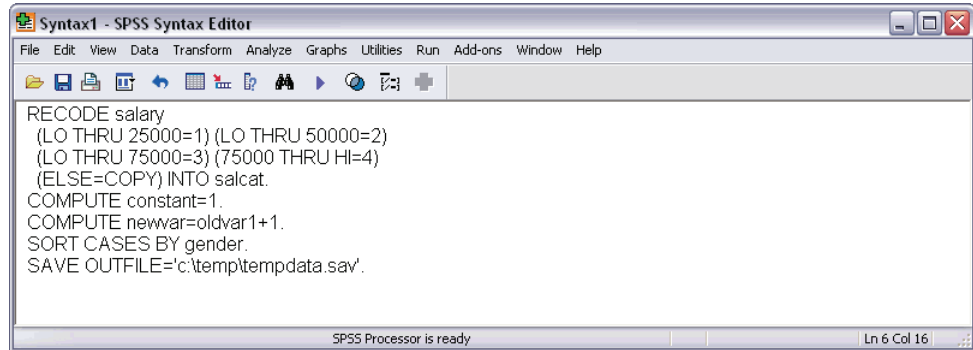 Syntax1 - SPSS Syntax Editor
File Edit View Data Transform Analyze Graphs Utilities Run Add-ons Window Help
RECODE salary
(LO THRU 25000=1) (LO THRU 50000=2)
(LO THRU 75000=3) (75000 THRU HI=4)
(ELSE=COPY) INTO salcat.
COMPUTE constant=1.
COMPUTE newvar=oldvar1+1.
SORT CASES BY gender.
SAVE OUTFILE='c:\temp\tempdata.sav'.
SPSS Processor is ready Ln 6 Col 16